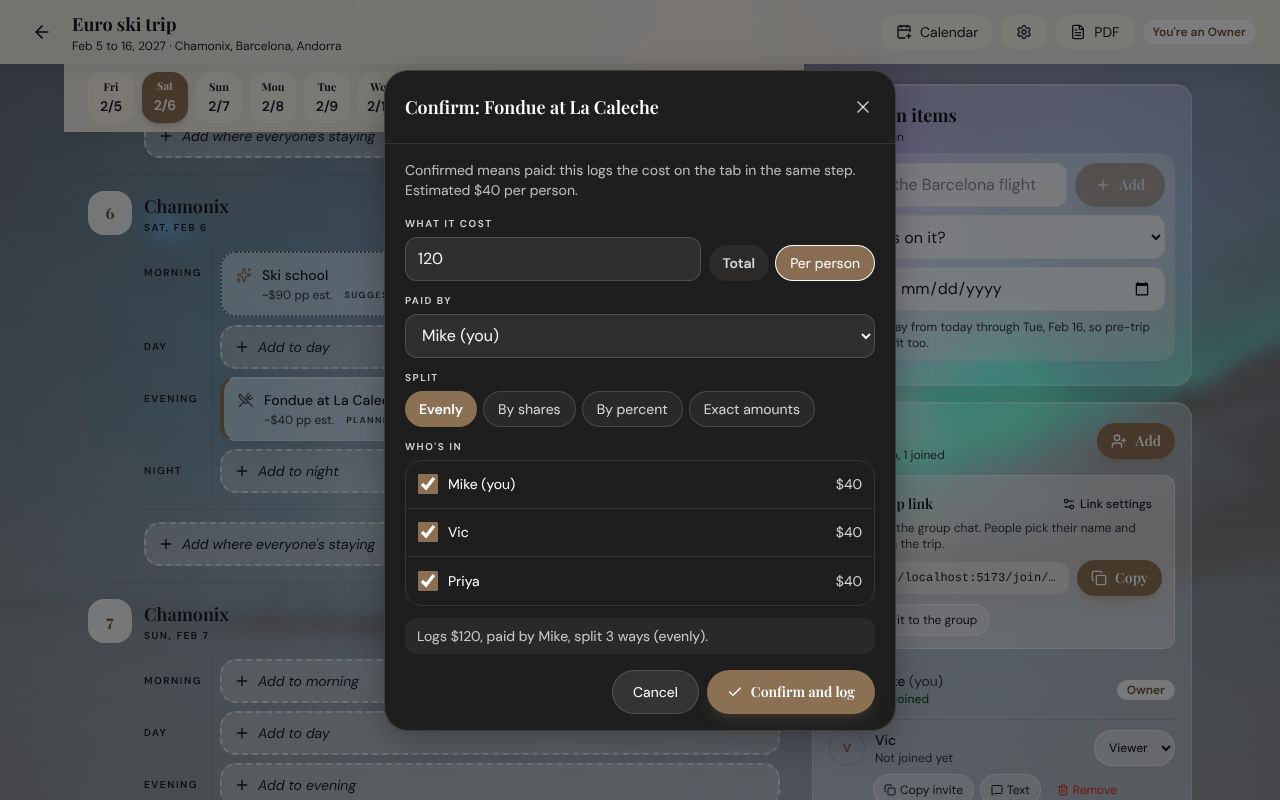 Euro ski trip
Feb 5 to 16, 2027 · Chamonix, Barcelona, Andorra
Calendar
PDF
You're an Owner
Fri 2/5
Sat 2/6
Sun 2/7
Mon 2/8
Tue 2/9
Add where everyone's staying
6
Chamonix
SAT, FEB 6
MORNING
Ski school
~$90 pp est.
DAY
Add to day
EVENING
Fondue at La
~$40 pp est.
NIGHT
Add to night
Add where everyone's staying
7
Chamonix
SUN, FEB 7
MORNING
Add to morning
DAY
Add to day
EVENING
Add to evening
Confirm: Fondue at La Caleche
Confirmed means paid: this logs the cost on the tab in the same step.
Estimated $40 per person.
WHAT IT COST
120
Total
Per person
PAID BY
Mike (you)
SPLIT
Evenly
By shares
By percent
Exact amounts
WHO'S IN
Mike (you) $40
Vic $40
Priya $40
Logs $120, paid by Mike, split 3 ways (evenly).
Cancel
Confirm and log
items
the Barcelona flight
Add
on it?
mm/dd/yyyy
from today through Tue, Feb 16, so pre-trip
it too.
1 joined
Add
link
Link settings
the group chat. People pick their name and
the trip.
/localhost:5173/join/…
Copy
it to the group
(you)
Joined
Owner
V
Vic
Not joined yet
Viewer
Copy invite
Text
Remove